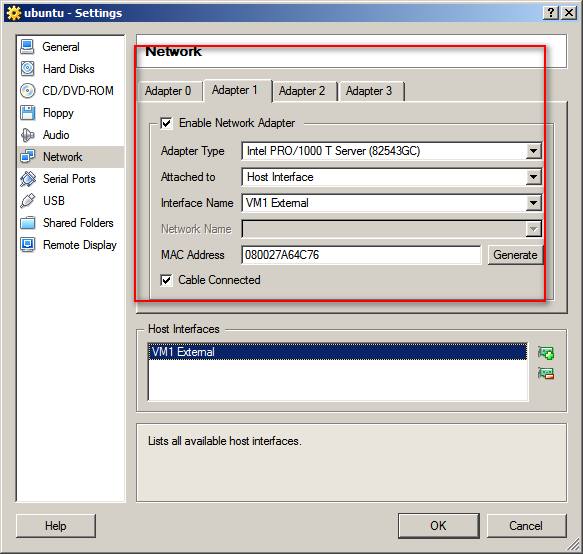 ubuntu - Settings
General
Hard Disks
CD/DVD-ROM
Floppy
Audio
Network
Serial Ports
USB
Shared Folders
Remote Display
Network
Adapter 0 Adapter 1 Adapter 2 Adapter 3
Enable Network Adapter
Adapter Type Intel PRO/1000 T Server (82543GC)
Attached to Host Interface
Interface Name VM1 External
Network Name
MAC Address 080027A64C76 Generate
Cable Connected
Host Interfaces
VM1 External
Lists all available host interfaces.
Help OK Cancel